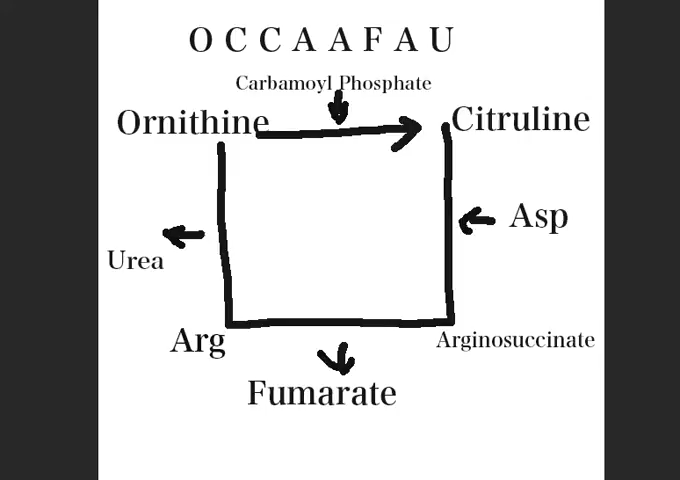 O C C A A F A U
Carbamoyl Phosphate
Ornithine
Citruline
Asp
Urea
Arg
Arginosuccinate
Fumarate